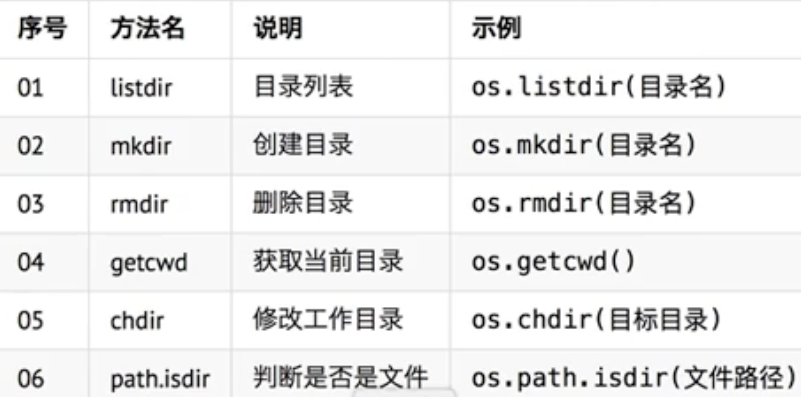 序号 方法名 说明 示例
01 listdir 目录列表 os.listdir(目录名)
02 mkdir 创建目录 os.mkdir(目录名)
03 rmdir 删除目录 os.rmdir(目录名)
04 getcwd 获取当前目录 os.getcwd()
05 chdir 修改工作目录 os.chdir(目标目录)
06 path.isdir 判断是否是文件 os.path.isdir(文件路径)